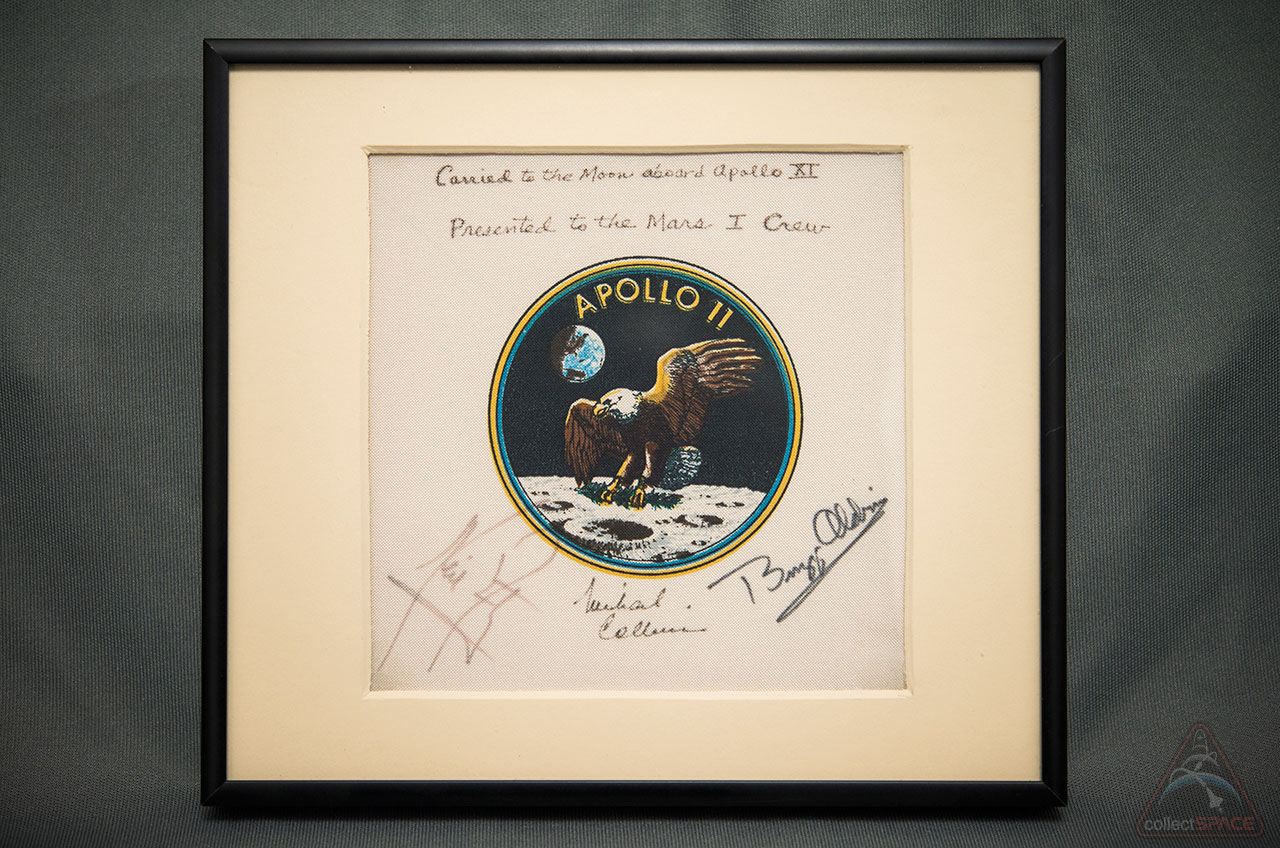 Carried to the Moon aboard Apollo XI
Presented to the Mars I Crew
APOLLO 11
Neil
Michael
Collins
Buzz Aldrin
collectSPACE